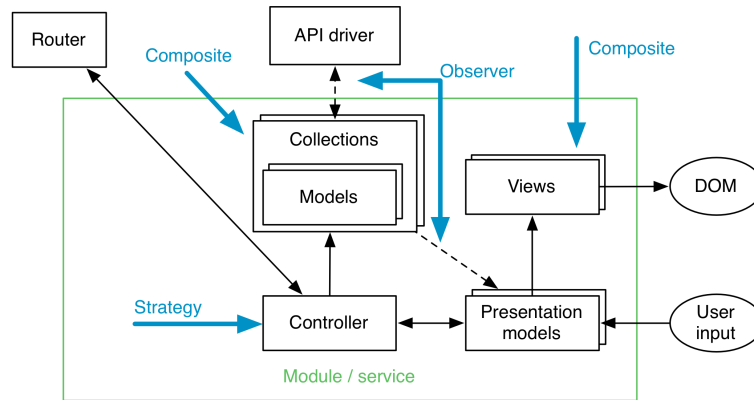 Router
API driver
Composite
Observer
Composite
Collections
Models
Views
DOM
Strategy
Controller
Presentation
models
User
input
Module / service